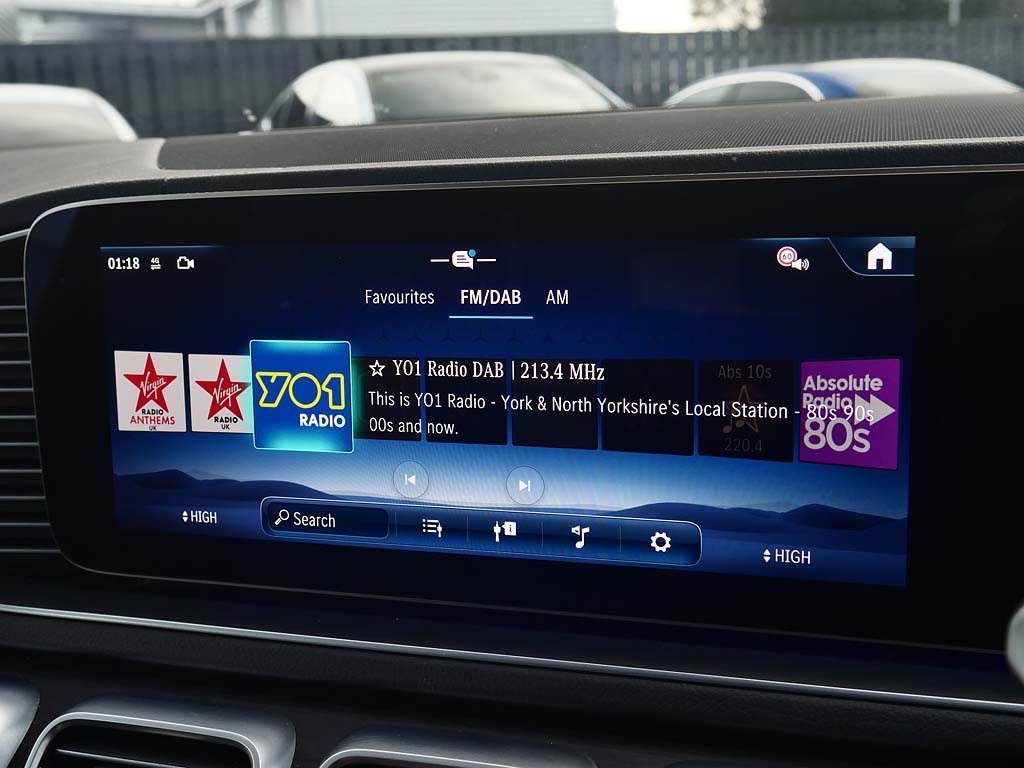 01:18 4G
60
Favourites FM/DAB AM
Virgin
RADIO
ANTHEMS
UK
Virgin
RADIO
UK
YO1
RADIO
☆ YO1 Radio DAB | 213.4 MHz
This is YO1 Radio - York & North Yorkshire's Local Station - 80s 90s
00s and now.
Abs 10s
220.4
Absolute
Radio
80s
HIGH
Search
HIGH